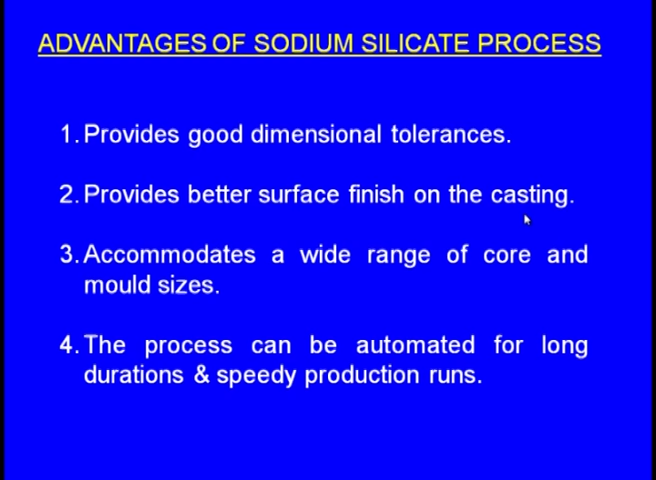 ADVANTAGES OF SODIUM SILICATE PROCESS
1. Provides good dimensional tolerances.
2. Provides better surface finish on the casting.
3. Accommodates a wide range of core and
mould sizes.
4. The process can be automated for long
durations & speedy production runs.